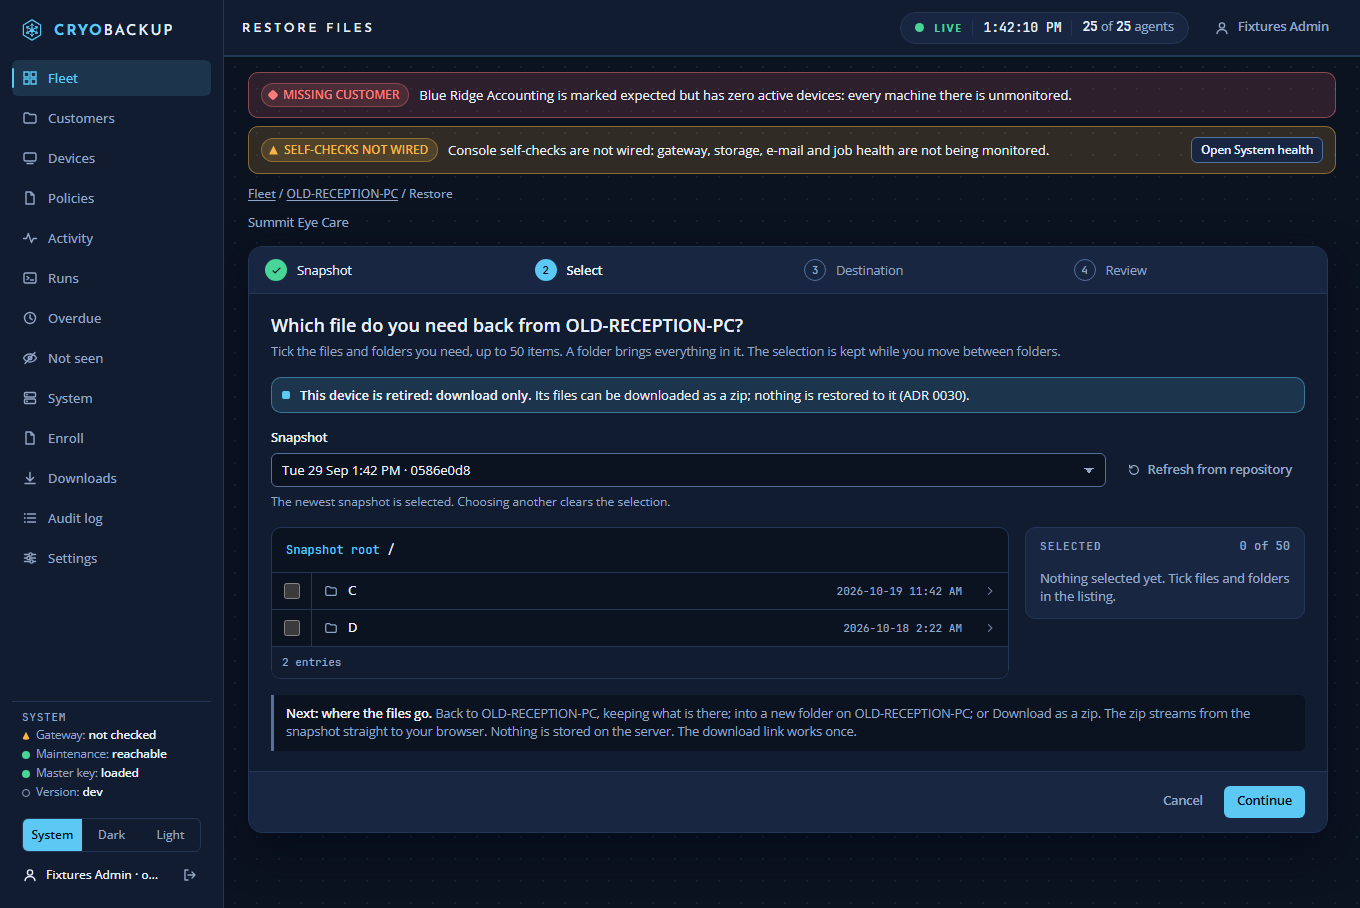 CRYOBACKUP
RESTORE FILES
LIVE 1:42:10 PM 25 of 25 agents
Fixtures Admin
Fleet
Customers
Devices
Policies
Activity
Runs
Overdue
Not seen
System
Enroll
Downloads
Audit log
Settings
SYSTEM
Gateway: not checked
Maintenance: reachable
Master key: loaded
Version: dev
System Dark Light
Fixtures Admin · o...
MISSING CUSTOMER Blue Ridge Accounting is marked expected but has zero active devices: every machine there is unmonitored.
SELF-CHECKS NOT WIRED Console self-checks are not wired: gateway, storage, e-mail and job health are not being monitored. Open System health
Fleet / OLD-RECEPTION-PC / Restore
Summit Eye Care
Snapshot 2 Select 3 Destination 4 Review
Which file do you need back from OLD-RECEPTION-PC?
Tick the files and folders you need, up to 50 items. A folder brings everything in it. The selection is kept while you move between folders.
This device is retired: download only. Its files can be downloaded as a zip; nothing is restored to it (ADR 0030).
Snapshot
Tue 29 Sep 1:42 PM · 0586e0d8
Refresh from repository
The newest snapshot is selected. Choosing another clears the selection.
Snapshot root /
C 2026-10-19 11:42 AM
D 2026-10-18 2:22 AM
2 entries
SELECTED 0 of 50
Nothing selected yet. Tick files and folders
in the listing.
Next: where the files go. Back to OLD-RECEPTION-PC, keeping what is there; into a new folder on OLD-RECEPTION-PC; or Download as a zip. The zip streams from the
snapshot straight to your browser. Nothing is stored on the server. The download link works once.
Cancel Continue